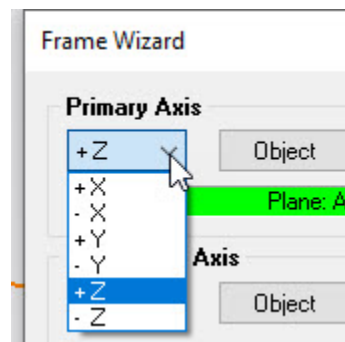 Frame Wizard
Primary Axis
+Z Object
+X
- X
Plane: A
+Y
- Y
Axis
+Z
- Z
Object